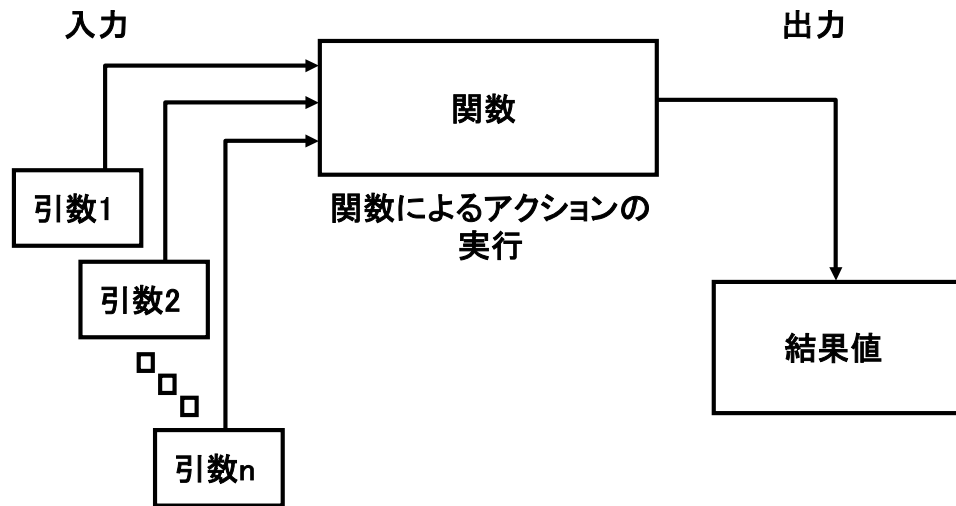 入力
出力
関数
引数1
関数によるアクションの
実行
引数2
結果値
引数n